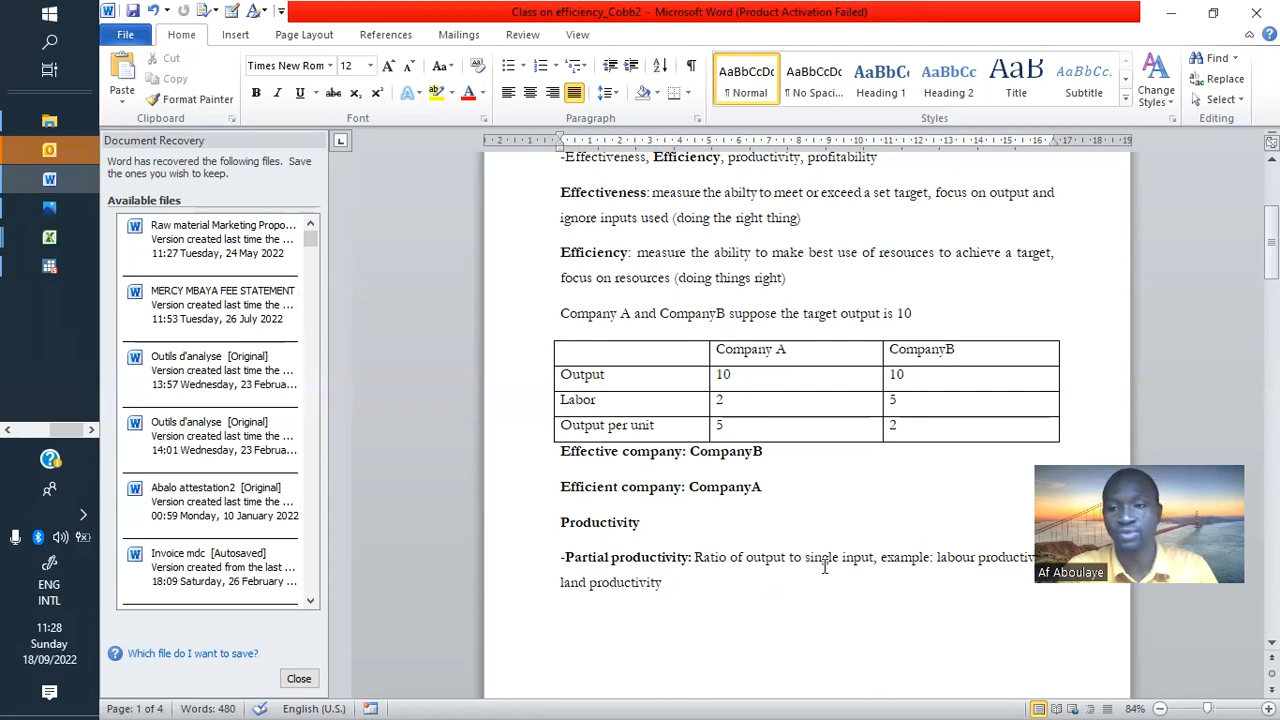 Class on efficiency_Cobb2 - Microsoft Word (Product Activation Failed)
File Home Insert Page Layout References Mailings Review View
Cut
Copy
Format Painter
Paste
Clipboard
Times New Rom 12
Font
Paragraph
AaBbCcDc AaBbCcDc AaBbCc AaBbCc AaB AaBbCc.
¶ Normal ¶ No Spaci... Heading 1 Heading 2 Title Subtitle
Styles
Change
Styles
Find
Replace
Select
Editing
Document Recovery
Word has recovered the following files. Save
the ones you wish to keep.
Available files
Raw material Marketing Propo...
Version created last time the ...
11:27 Tuesday, 24 May 2022
MERCY MBAYA FEE STATEMENT
Version created last time the ...
11:53 Tuesday, 26 July 2022
Outils d'analyse [Original]
Version created last time the ...
13:57 Wednesday, 23 Februa...
Outils d'analyse [Original]
Version created last time the ...
14:01 Wednesday, 23 Februa...
Abalo attestation2 [Original]
Version created last time the ...
00:59 Monday, 10 January 2022
Invoice mdc [Autosaved]
Version created from the last ...
18:09 Saturday, 26 February...
Which file do I want to save?
Close
-Effectiveness, Efficiency, productivity, profitability
Effectiveness: measure the abilty to meet or exceed a set target, focus on output and
ignore inputs used (doing the right thing)
Efficiency: measure the ability to make best use of resources to achieve a target,
focus on resources (doing things right)
Company A and CompanyB suppose the target output is 10
Company A CompanyB
Output 10 10
Labor 2 5
Output per unit 5 2
Effective company: CompanyB
Efficient company: CompanyA
Productivity
-Partial productivity: Ratio of output to single input, example: labour productiv
land productivity
Af Aboulaye
ENG
INTL
11:28
Sunday
18/09/2022
Page: 1 of 4 Words: 480 English (U.S.) 84%